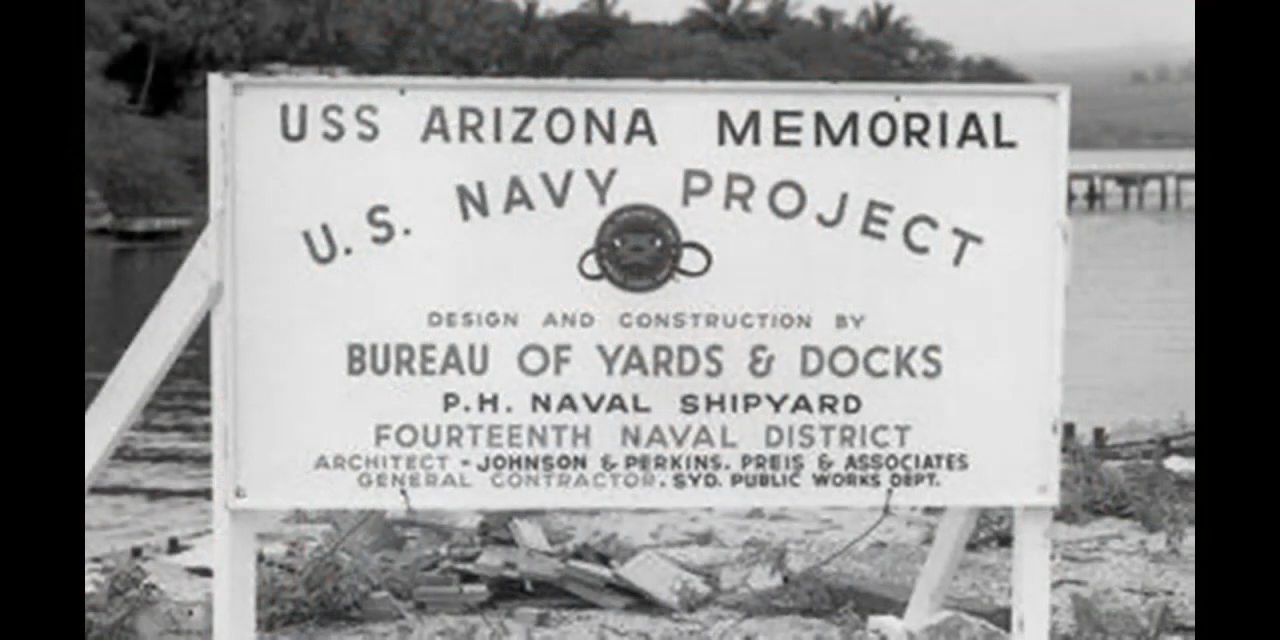 USS ARIZONA MEMORIAL
U.S. NAVY PROJECT
DESIGN AND CONSTRUCTION BY
BUREAU OF YARDS & DOCKS
P.H. NAVAL SHIPYARD
FOURTEENTH NAVAL DISTRICT
ARCHITECT - JOHNSON & PERKINS. PREIS & ASSOCIATES
GENERAL CONTRACTOR. SYD. PUBLIC WORKS DEPT.